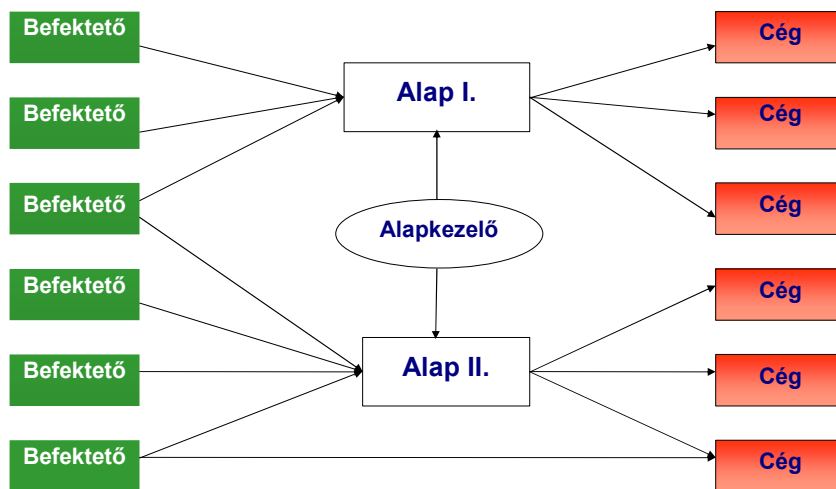 Befektető
Befektető
Befektető
Befektető
Befektető
Befektető
Alap I.
Alapkezelő
Alap II.
Cég
Cég
Cég
Cég
Cég
Cég